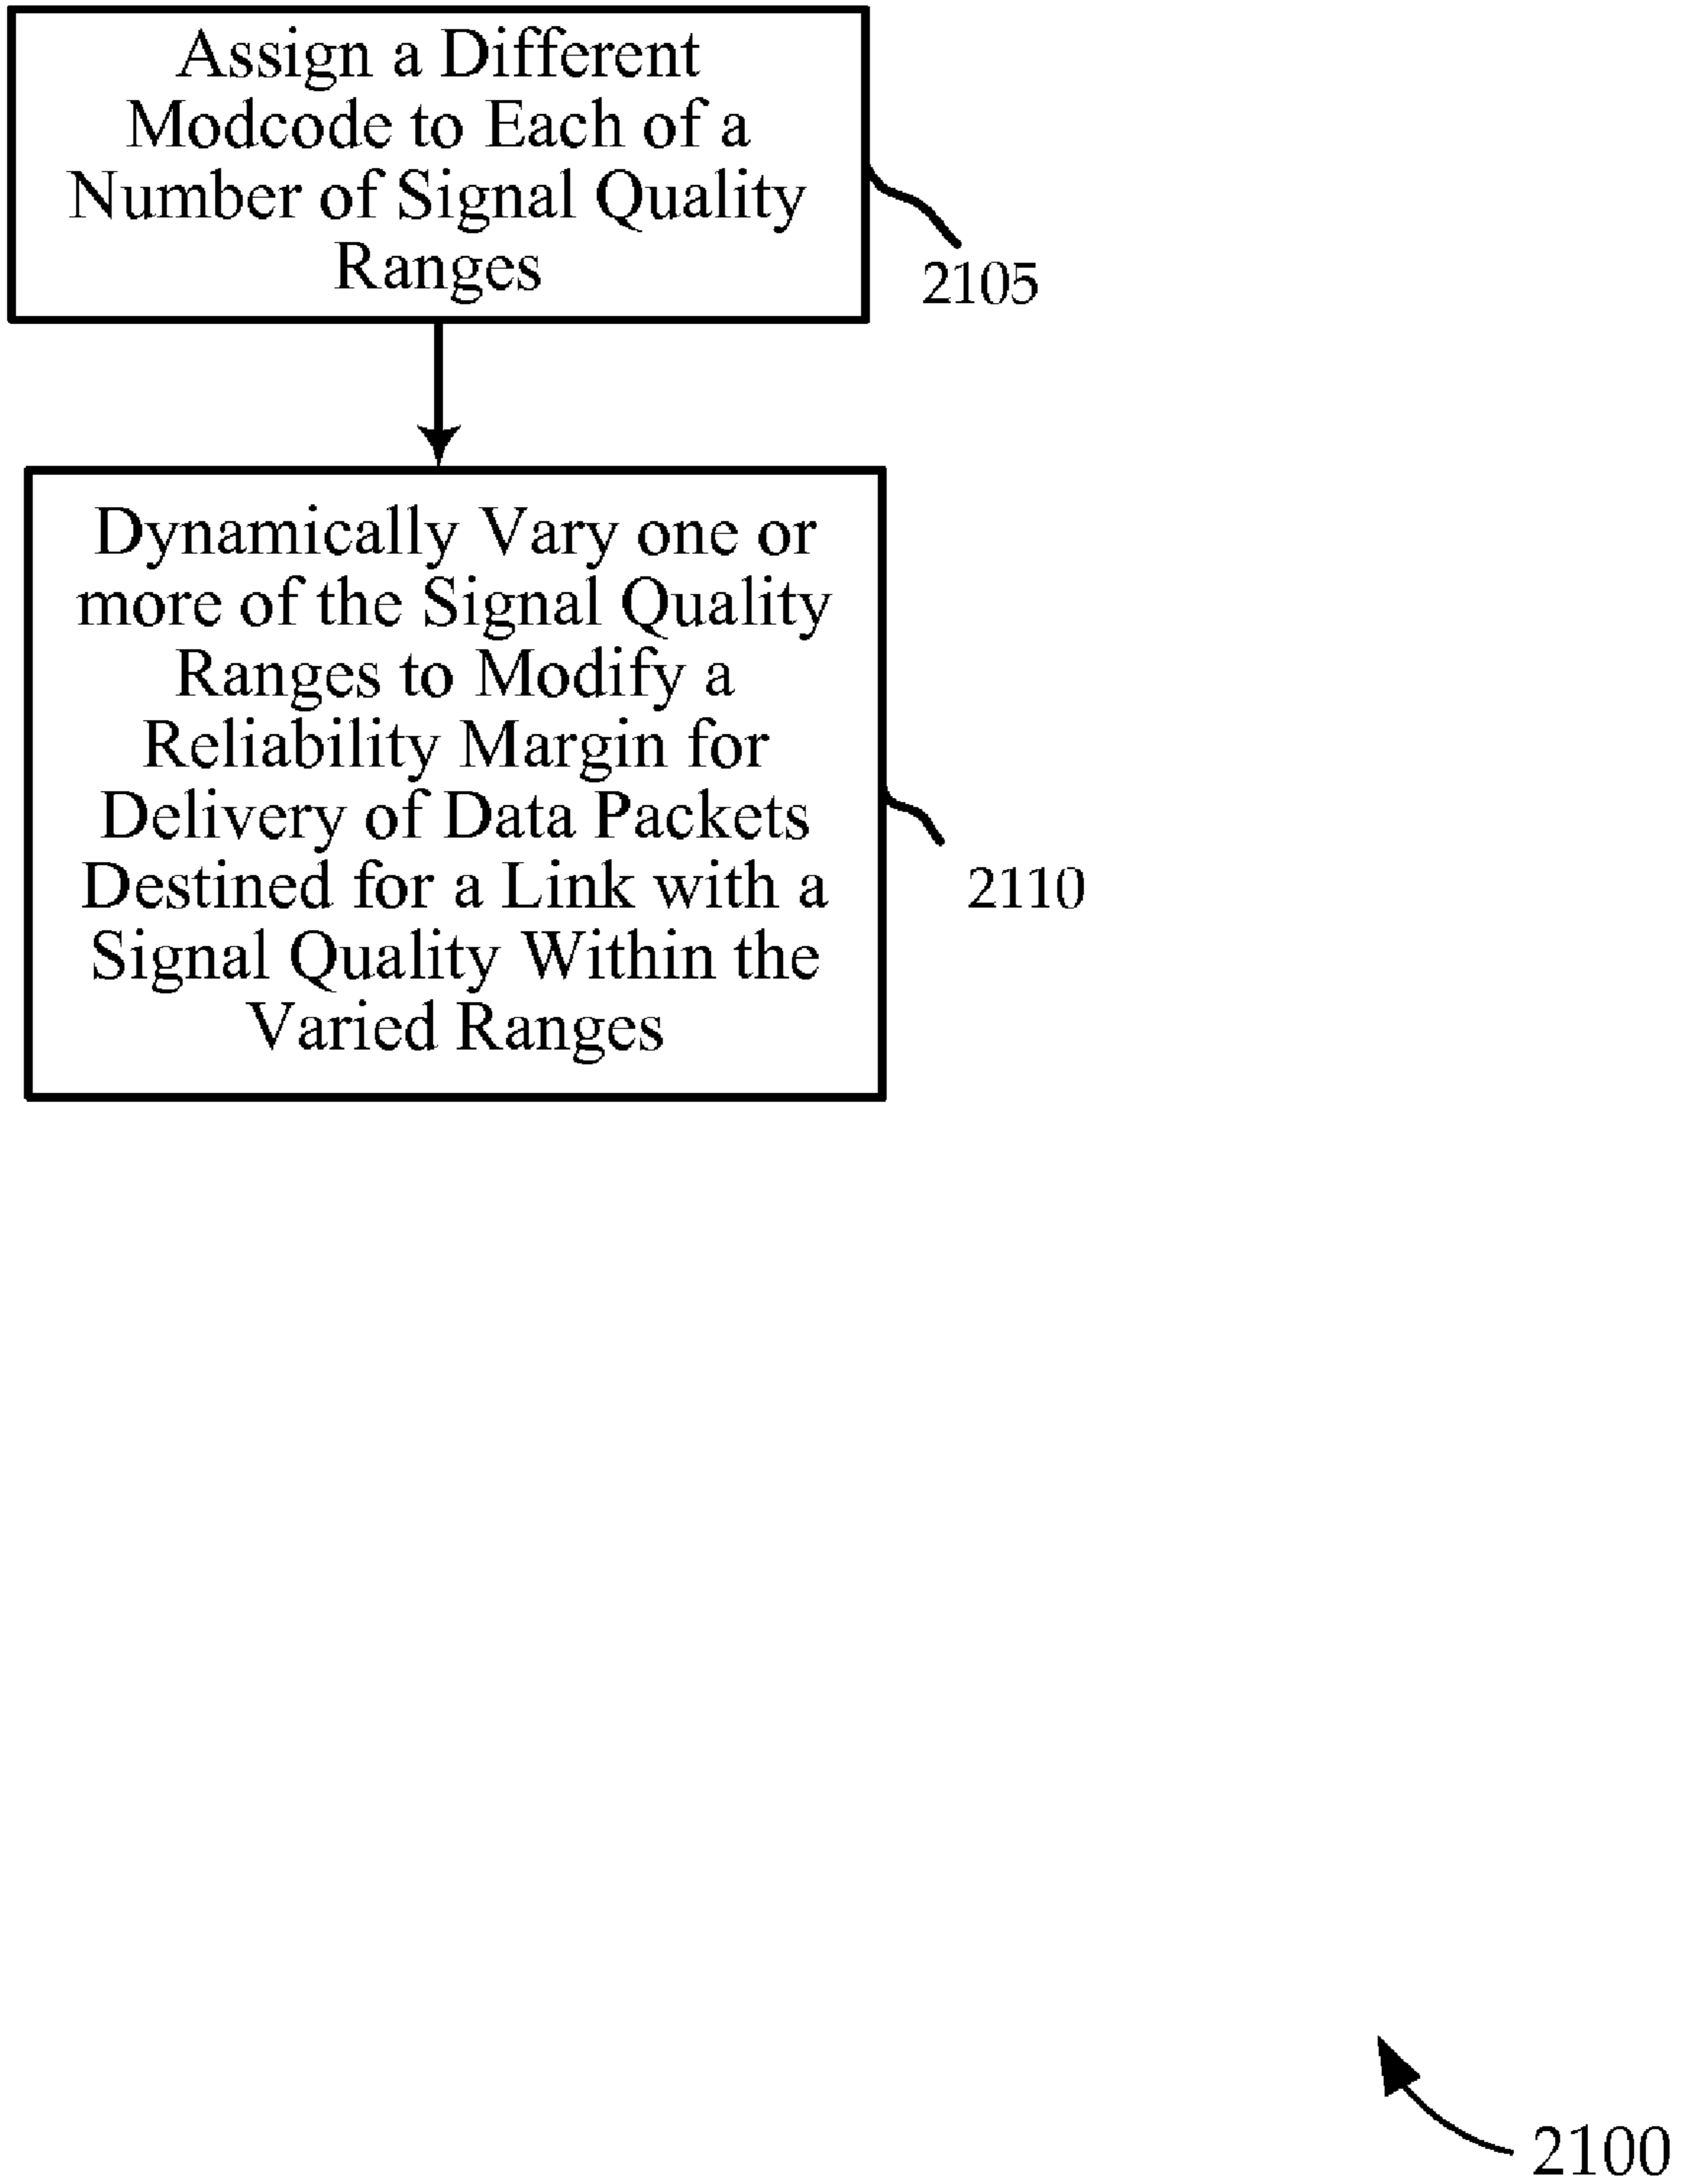 Assign a Different
Modcode to Each of a
Number of Signal Quality
Ranges
2105
Dynamically Vary one or
more of the Signal Quality
Ranges to Modify a
Reliability Margin for
Delivery of Data Packets
Destined for a Link with a
Signal Quality Within the
Varied Ranges
2110
2100